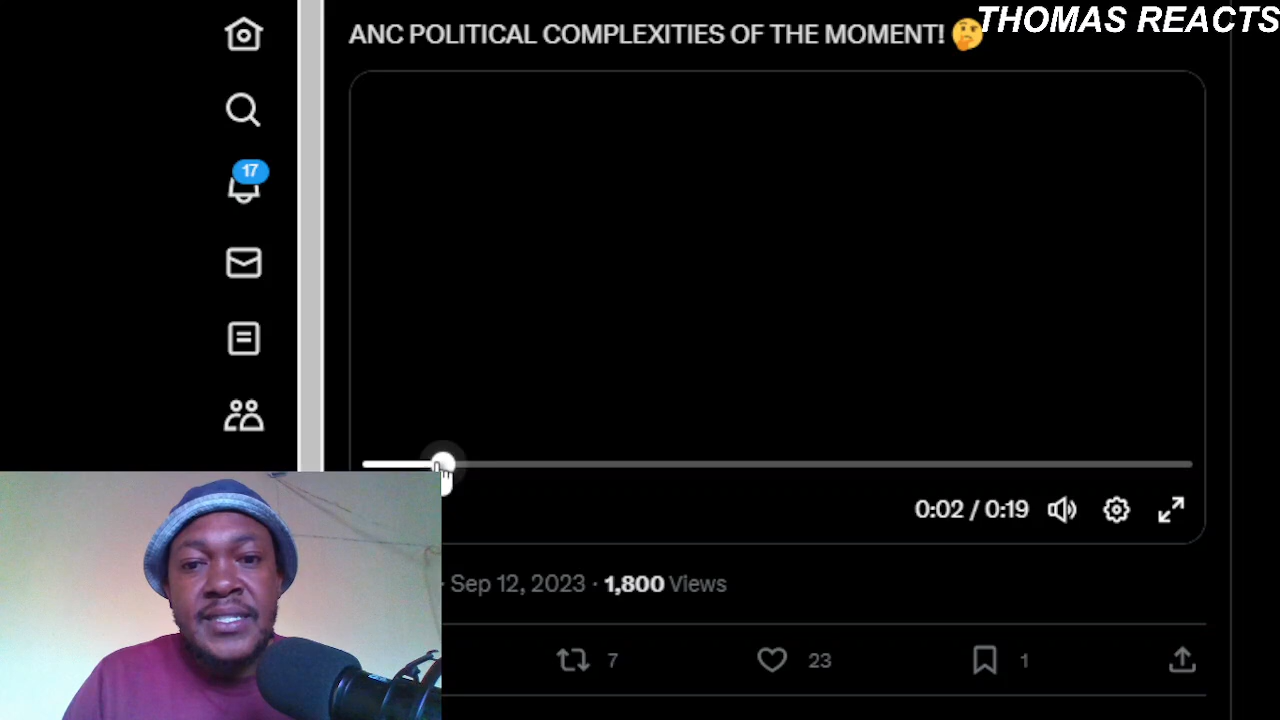 THOMAS REACTS
ANC POLITICAL COMPLEXITIES OF THE MOMENT! 🤔
17
0:02 / 0:19
· Sep 12, 2023 · 1,800 Views
7
23
1